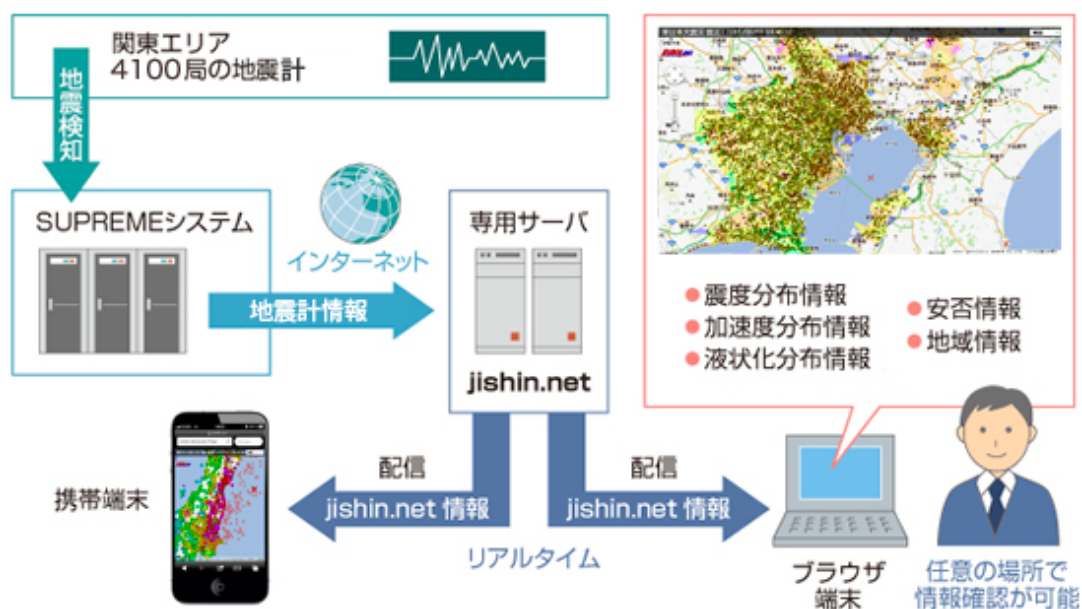 関東エリア
4100局の地震計
地震検知
SUPREMEシステム
インターネット
地震計情報
専用サーバ
jishin.net
震度分布情報
加速度分布情報
液状化分布情報
安否情報
地域情報
携帯端末
配信
jishin.net 情報
配信
jishin.net 情報
リアルタイム
ブラウザ
端末
任意の場所で
情報確認が可能